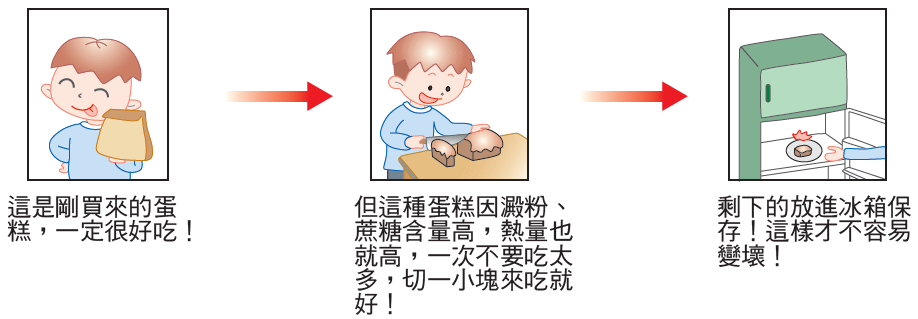 這是剛買來的蛋
糕，一定很好吃！
但這種蛋糕因澱粉、
蔗糖含量高，熱量也
就高，一次不要吃太
多，切一小塊來吃就
好！
剩下的放進冰箱保
存！這樣才不容易
變壞！